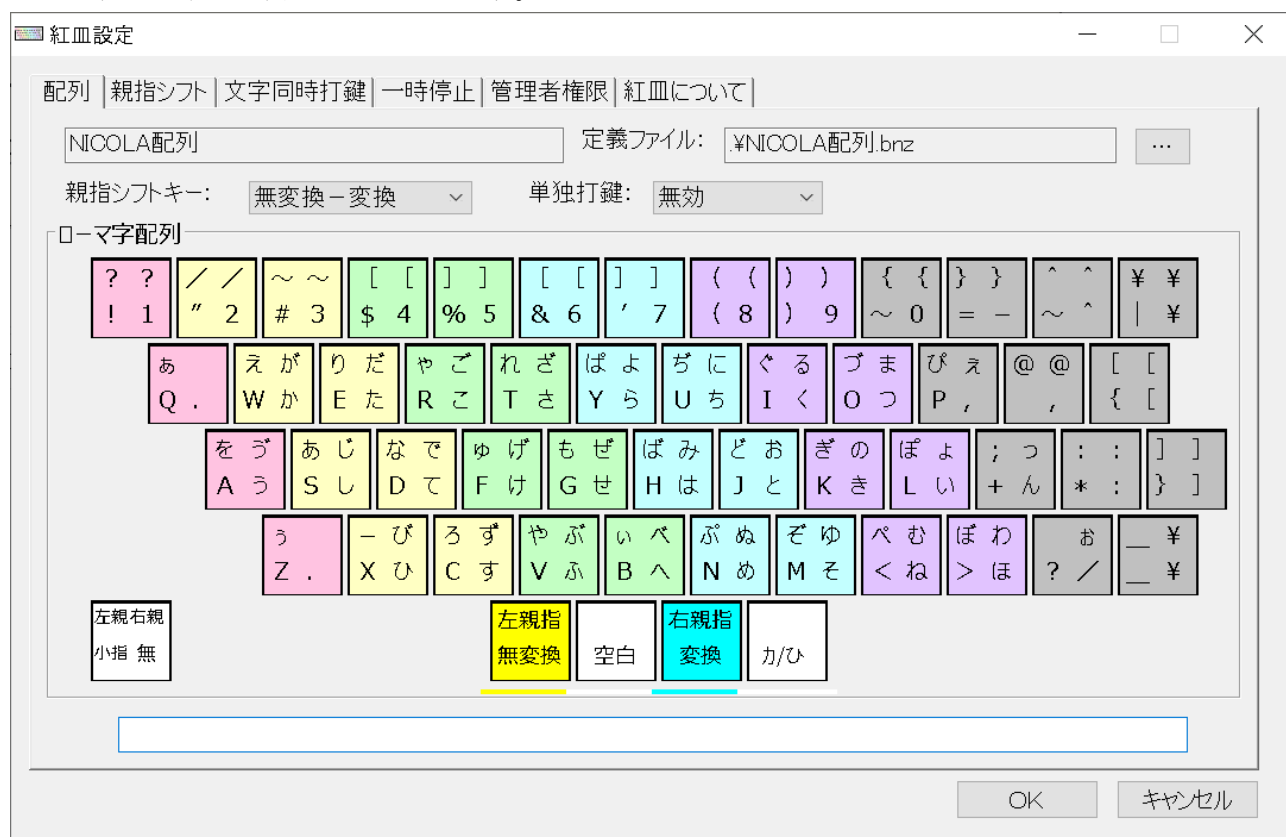 紅皿設定
配列 親指シフト 文字同時打鍵 一時停止 管理者権限 紅皿について
NICOLA配列 定義ファイル: .¥NICOLA配列.bnz ...
親指シフトキー: 無変換－変換 単独打鍵: 無効
ローマ字配列
? ? ／ ／ ～ ～ [ [ ] ] [ [ ] ] ( ( ) ) { { } } ^ ^ ¥ ¥
! 1 ″ 2 # 3 $ 4 % 5 & 6 ′ 7 ( 8 ) 9 ～ 0 = － ～ ^ | ¥
ぁ え が り だ ゃ ご れ ざ ぱ よ ぢ に ぐ る づ ま ぴ ぇ @ @ [ [
Q . W か E た R こ T さ Y ら U ち I く O つ P , , { [
を ゔ あ じ な で ゅ げ も ぜ ば み ど お ぎ の ぽ ょ ; っ : : ] ]
A う S し D て F け G せ H は J と K き L い + ん * : } ]
ぅ ー び ろ ず や ぶ ぃ べ ぷ ぬ ぞ ゆ ぺ む ぼ わ ぉ ＿ ¥
Z . X ひ C す V ふ B へ N め M そ < ね > ほ ? ／ ＿ ¥
左親右親 左親指 右親指
小指 無 無変換 空白 変換 カ/ひ
OK キャンセル